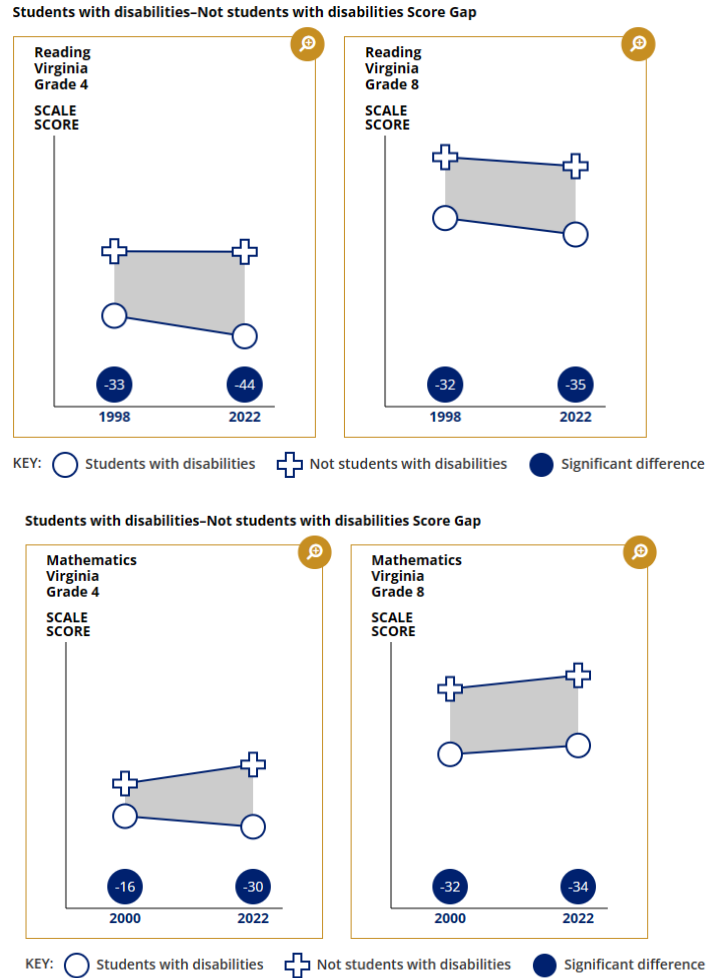 Students with disabilities–Not students with disabilities Score Gap
Reading
Virginia
Grade 4
SCALE
SCORE
-33
-44
1998
2022
Reading
Virginia
Grade 8
SCALE
SCORE
-32
-35
1998
2022
KEY: Students with disabilities Not students with disabilities Significant difference
Students with disabilities–Not students with disabilities Score Gap
Mathematics
Virginia
Grade 4
SCALE
SCORE
-16
-30
2000
2022
Mathematics
Virginia
Grade 8
SCALE
SCORE
-32
-34
2000
2022
KEY: Students with disabilities Not students with disabilities Significant difference